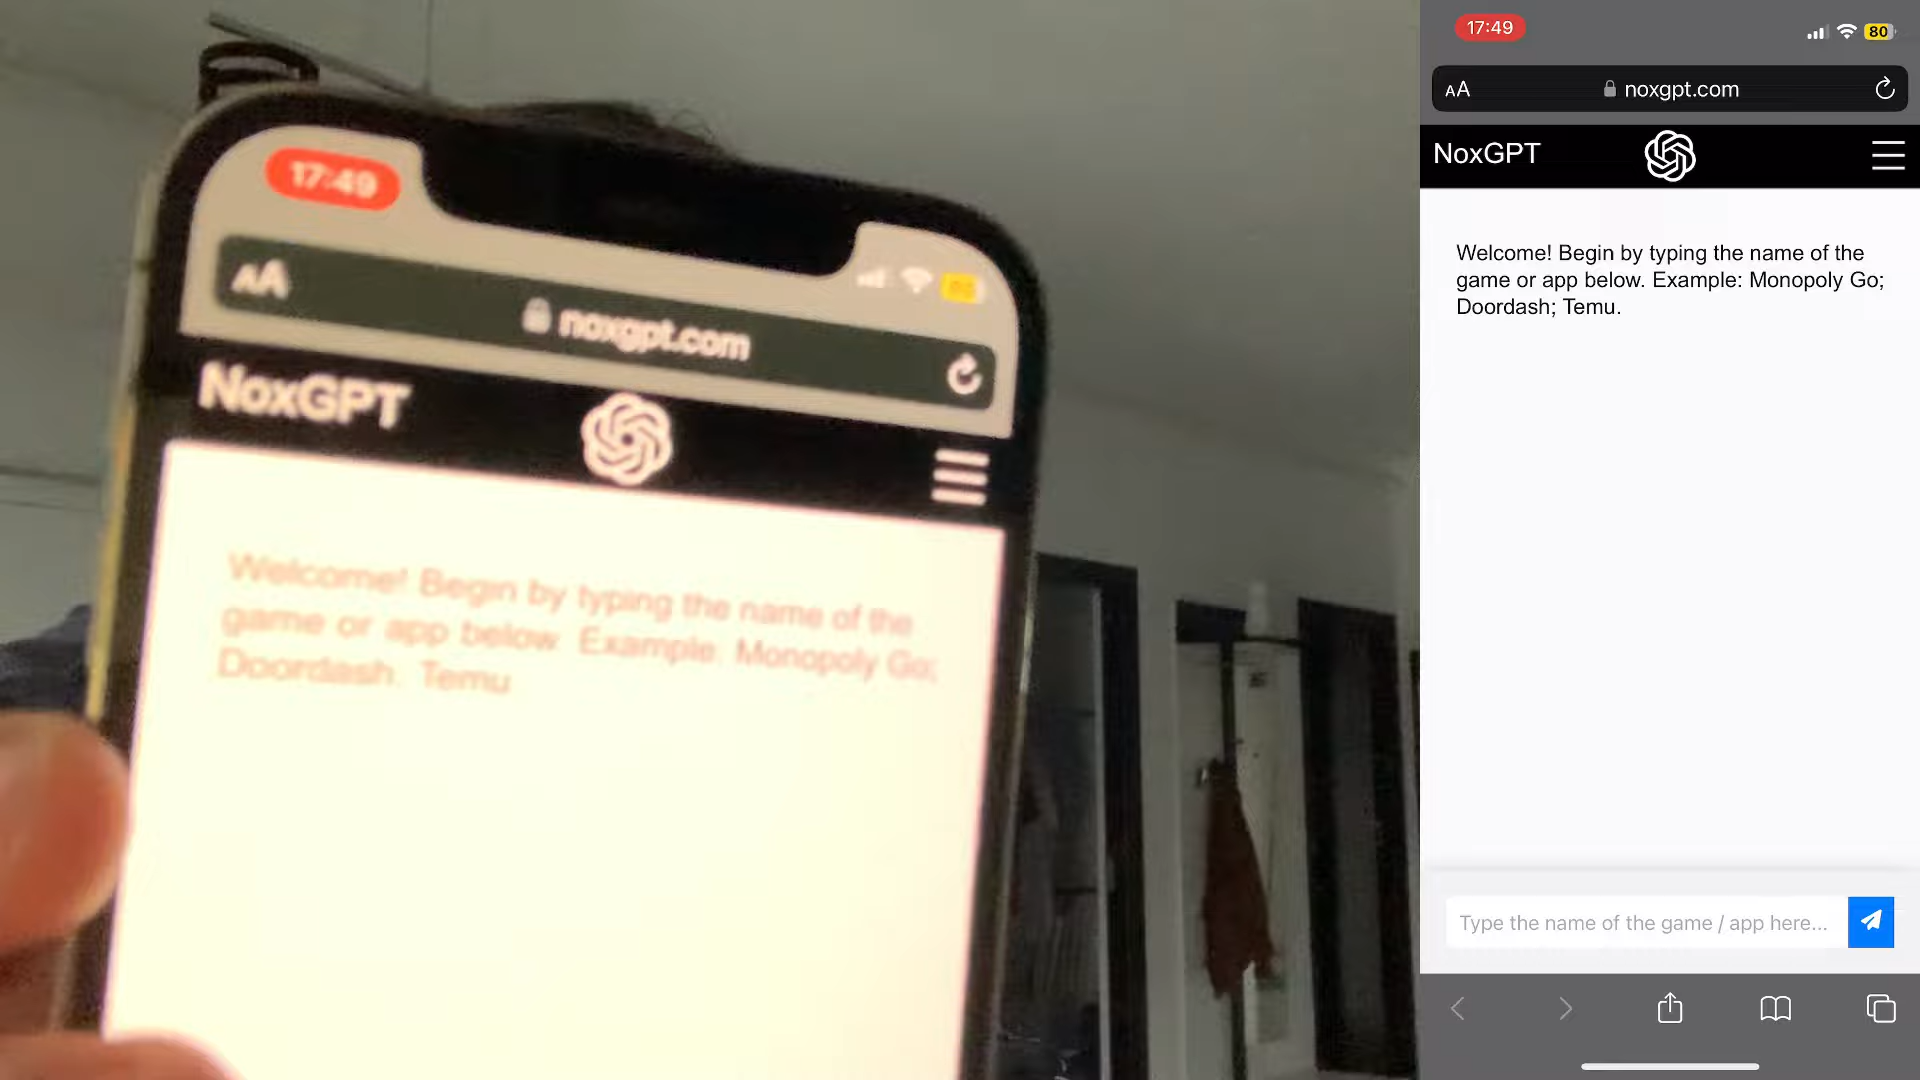 17:49
AA
noxgpt.com
NoxGPT
Welcome! Begin by typing the name of the
game or app below. Example: Monopoly Go;
Doordash; Temu
17:49
80
AA
noxgpt.com
NoxGPT
Welcome! Begin by typing the name of the
game or app below. Example: Monopoly Go;
Doordash; Temu.
Type the name of the game / app here...